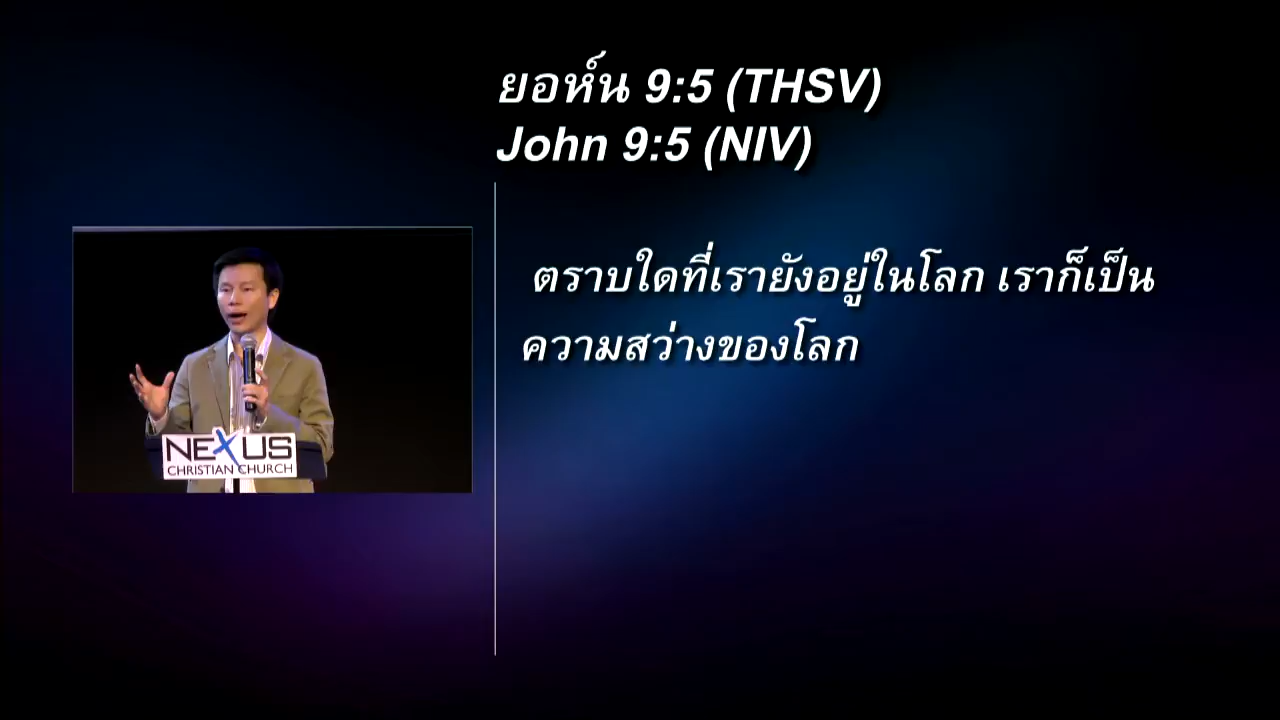 ยอห์น 9:5 (THSV)
John 9:5 (NIV)
ตราบใดที่เรายังอยู่ในโลก เราก็เป็น
ความสว่างของโลก
NEXUS
CHRISTIAN CHURCH